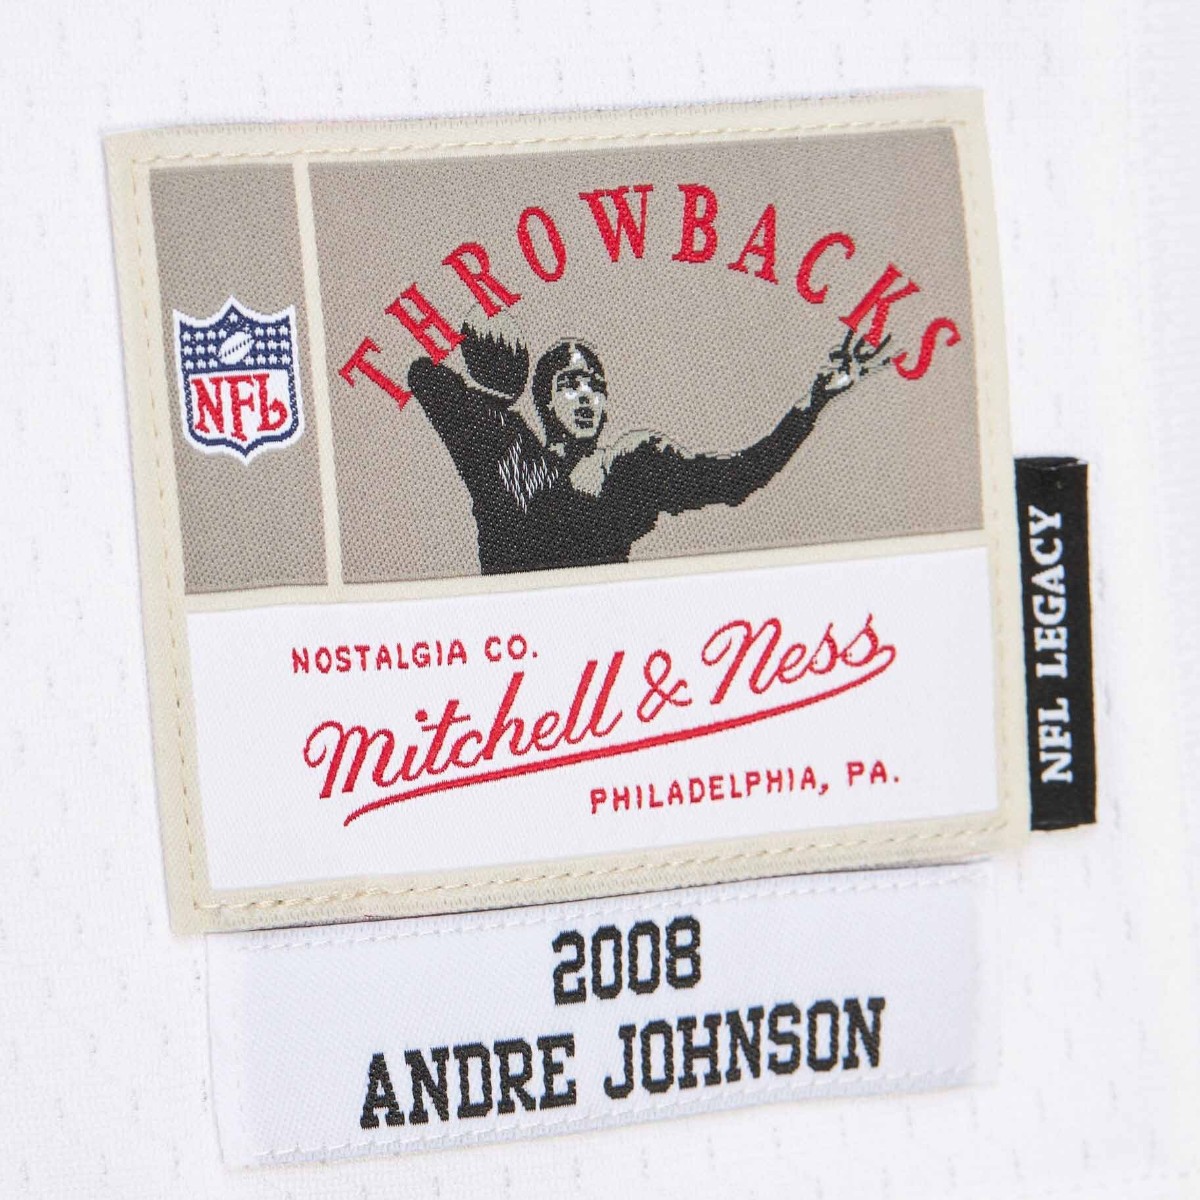 THROWBACKS
NFL
NOSTALGIA CO.
Mitchell & Ness
PHILADELPHIA, PA.
NFL LEGACY
2008
ANDRE JOHNSON